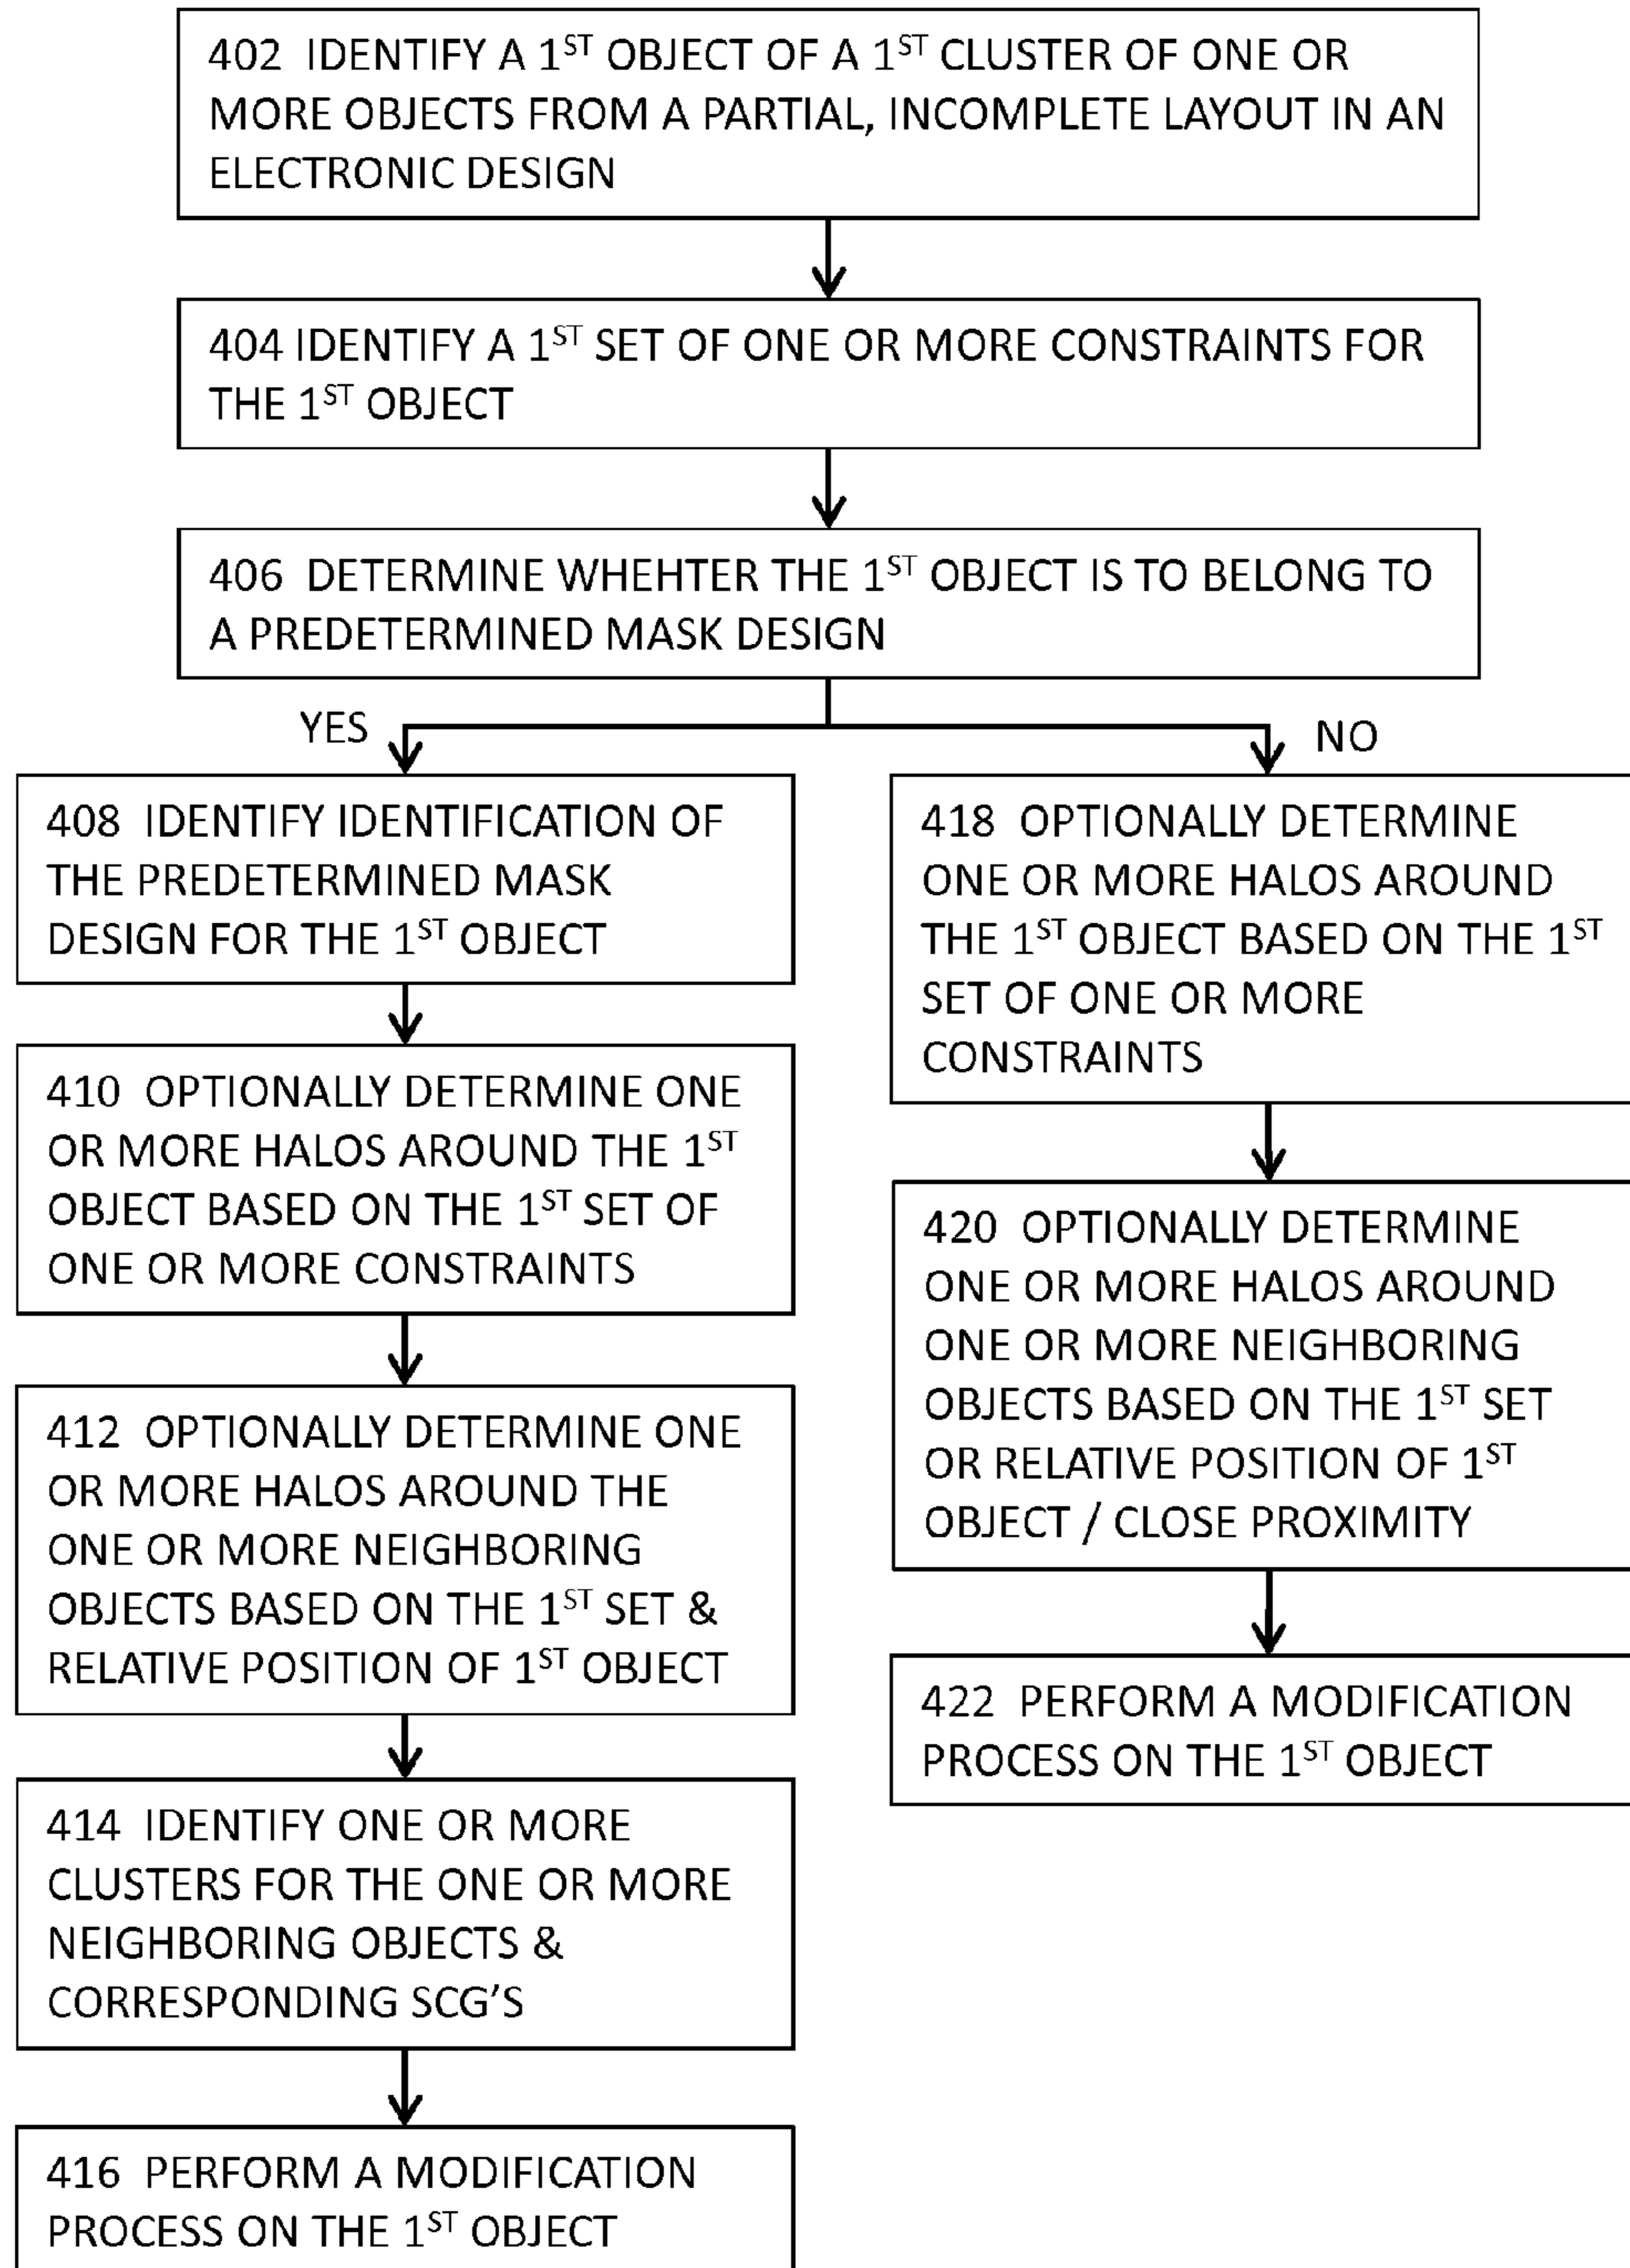 402 IDENTIFY A 1ST OBJECT OF A 1ST CLUSTER OF ONE OR
MORE OBJECTS FROM A PARTIAL, INCOMPLETE LAYOUT IN AN
ELECTRONIC DESIGN
404 IDENTIFY A 1ST SET OF ONE OR MORE CONSTRAINTS FOR
THE 1ST OBJECT
406 DETERMINE WHEHTER THE 1ST OBJECT IS TO BELONG TO
A PREDETERMINED MASK DESIGN
YES
408 IDENTIFY IDENTIFICATION OF
THE PREDETERMINED MASK
DESIGN FOR THE 1ST OBJECT
410 OPTIONALLY DETERMINE ONE
OR MORE HALOS AROUND THE 1ST
OBJECT BASED ON THE 1ST SET OF
ONE OR MORE CONSTRAINTS
412 OPTIONALLY DETERMINE ONE
OR MORE HALOS AROUND THE
ONE OR MORE NEIGHBORING
OBJECTS BASED ON THE 1ST SET &
RELATIVE POSITION OF 1ST OBJECT
414 IDENTIFY ONE OR MORE
CLUSTERS FOR THE ONE OR MORE
NEIGHBORING OBJECTS &
CORRESPONDING SCG'S
416 PERFORM A MODIFICATION
PROCESS ON THE 1ST OBJECT
NO
418 OPTIONALLY DETERMINE
ONE OR MORE HALOS AROUND
THE 1ST OBJECT BASED ON THE 1ST
SET OF ONE OR MORE
CONSTRAINTS
420 OPTIONALLY DETERMINE
ONE OR MORE HALOS AROUND
ONE OR MORE NEIGHBORING
OBJECTS BASED ON THE 1ST SET
OR RELATIVE POSITION OF 1ST
OBJECT / CLOSE PROXIMITY
422 PERFORM A MODIFICATION
PROCESS ON THE 1ST OBJECT